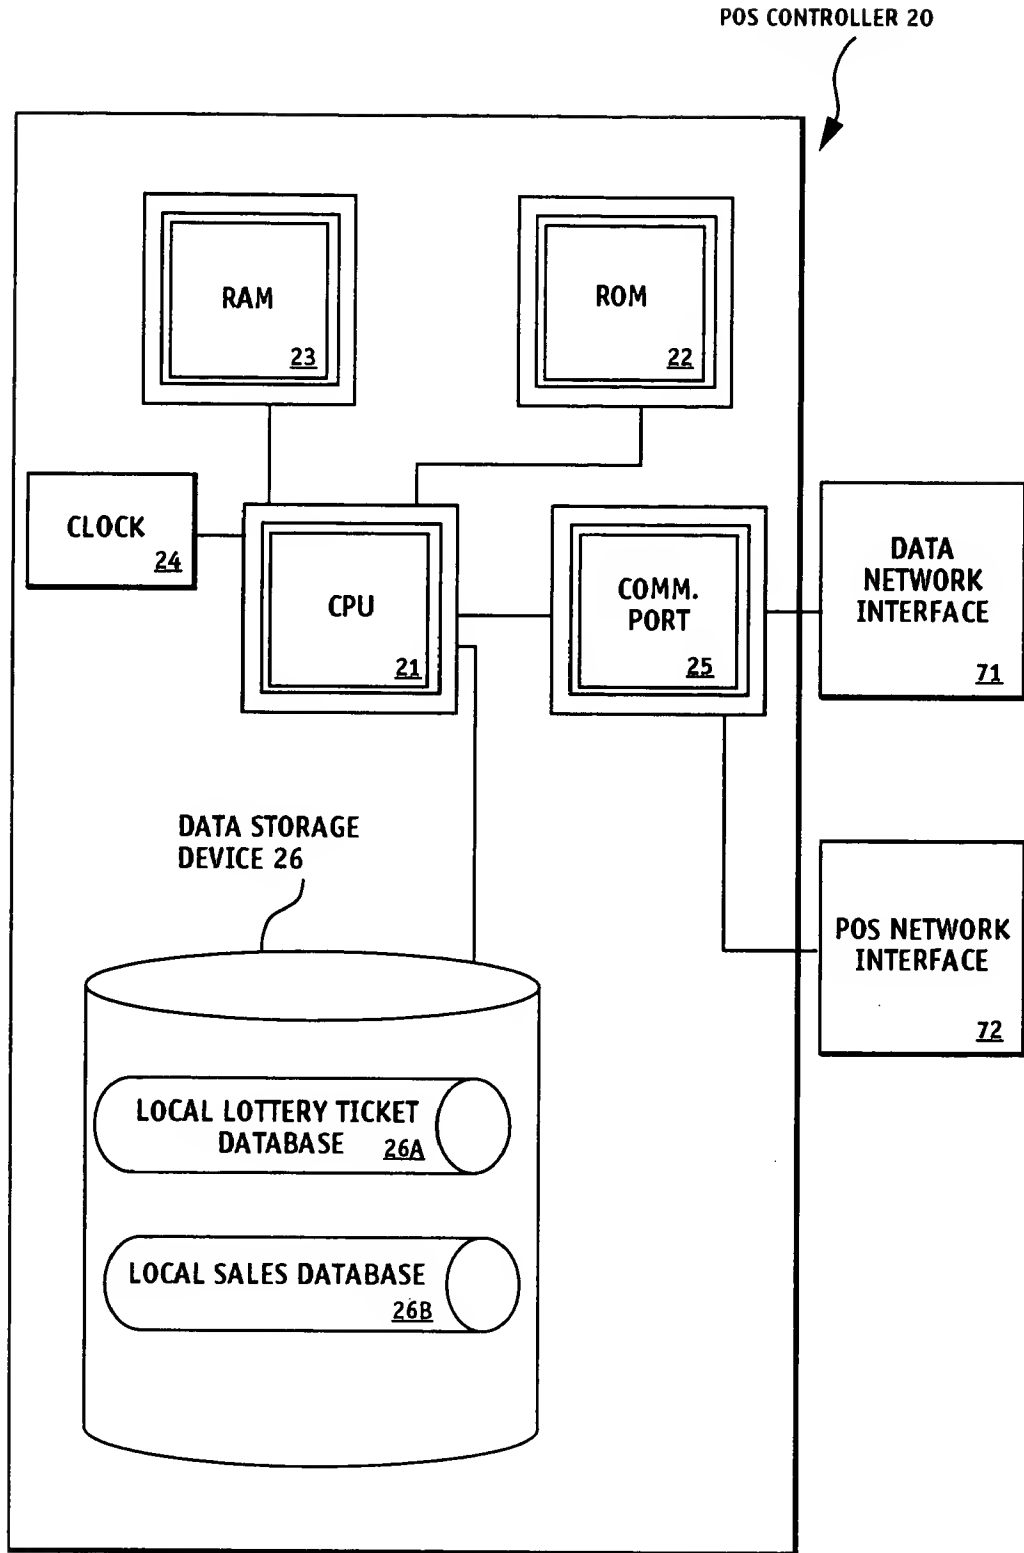 POS CONTROLLER 20
RAM
23
ROM
22
CLOCK
24
CPU
21
COMM.
PORT
25
DATA
NETWORK
INTERFACE
71
DATA STORAGE
DEVICE 26
POS NETWORK
INTERFACE
72
LOCAL LOTTERY TICKET
DATABASE 26A
LOCAL SALES DATABASE
26B